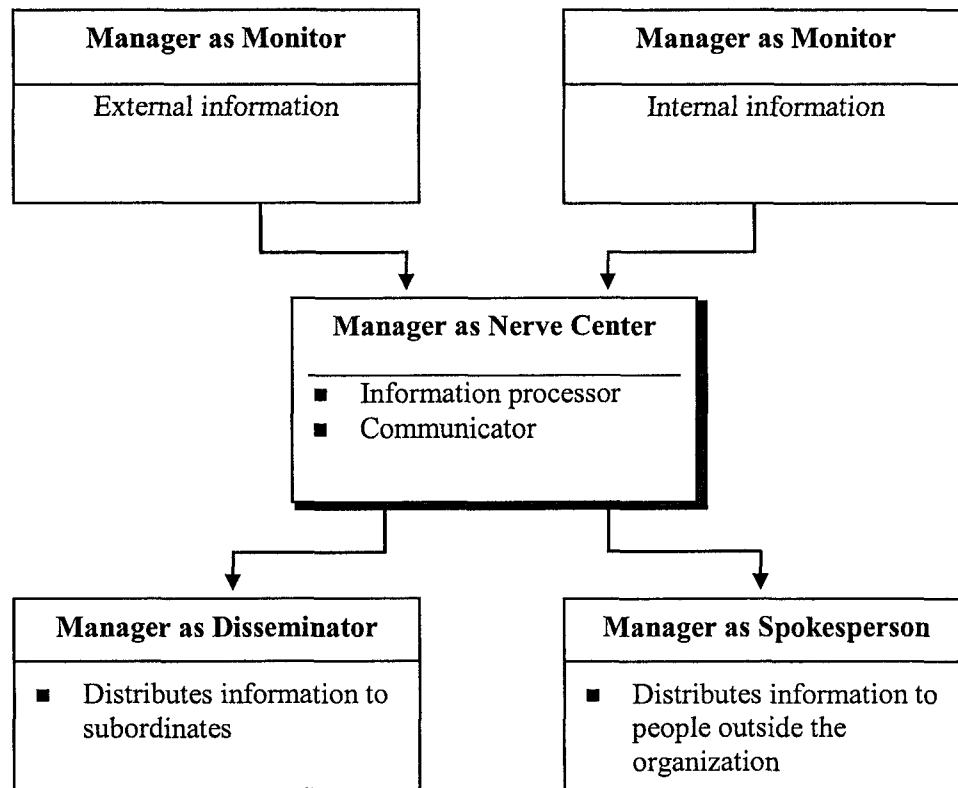 Manager as Monitor
External information
Manager as Monitor
Internal information
Manager as Nerve Center
■ Information processor
■ Communicator
Manager as Disseminator
■ Distributes information to
subordinates
Manager as Spokesperson
■ Distributes information to
people outside the
organization